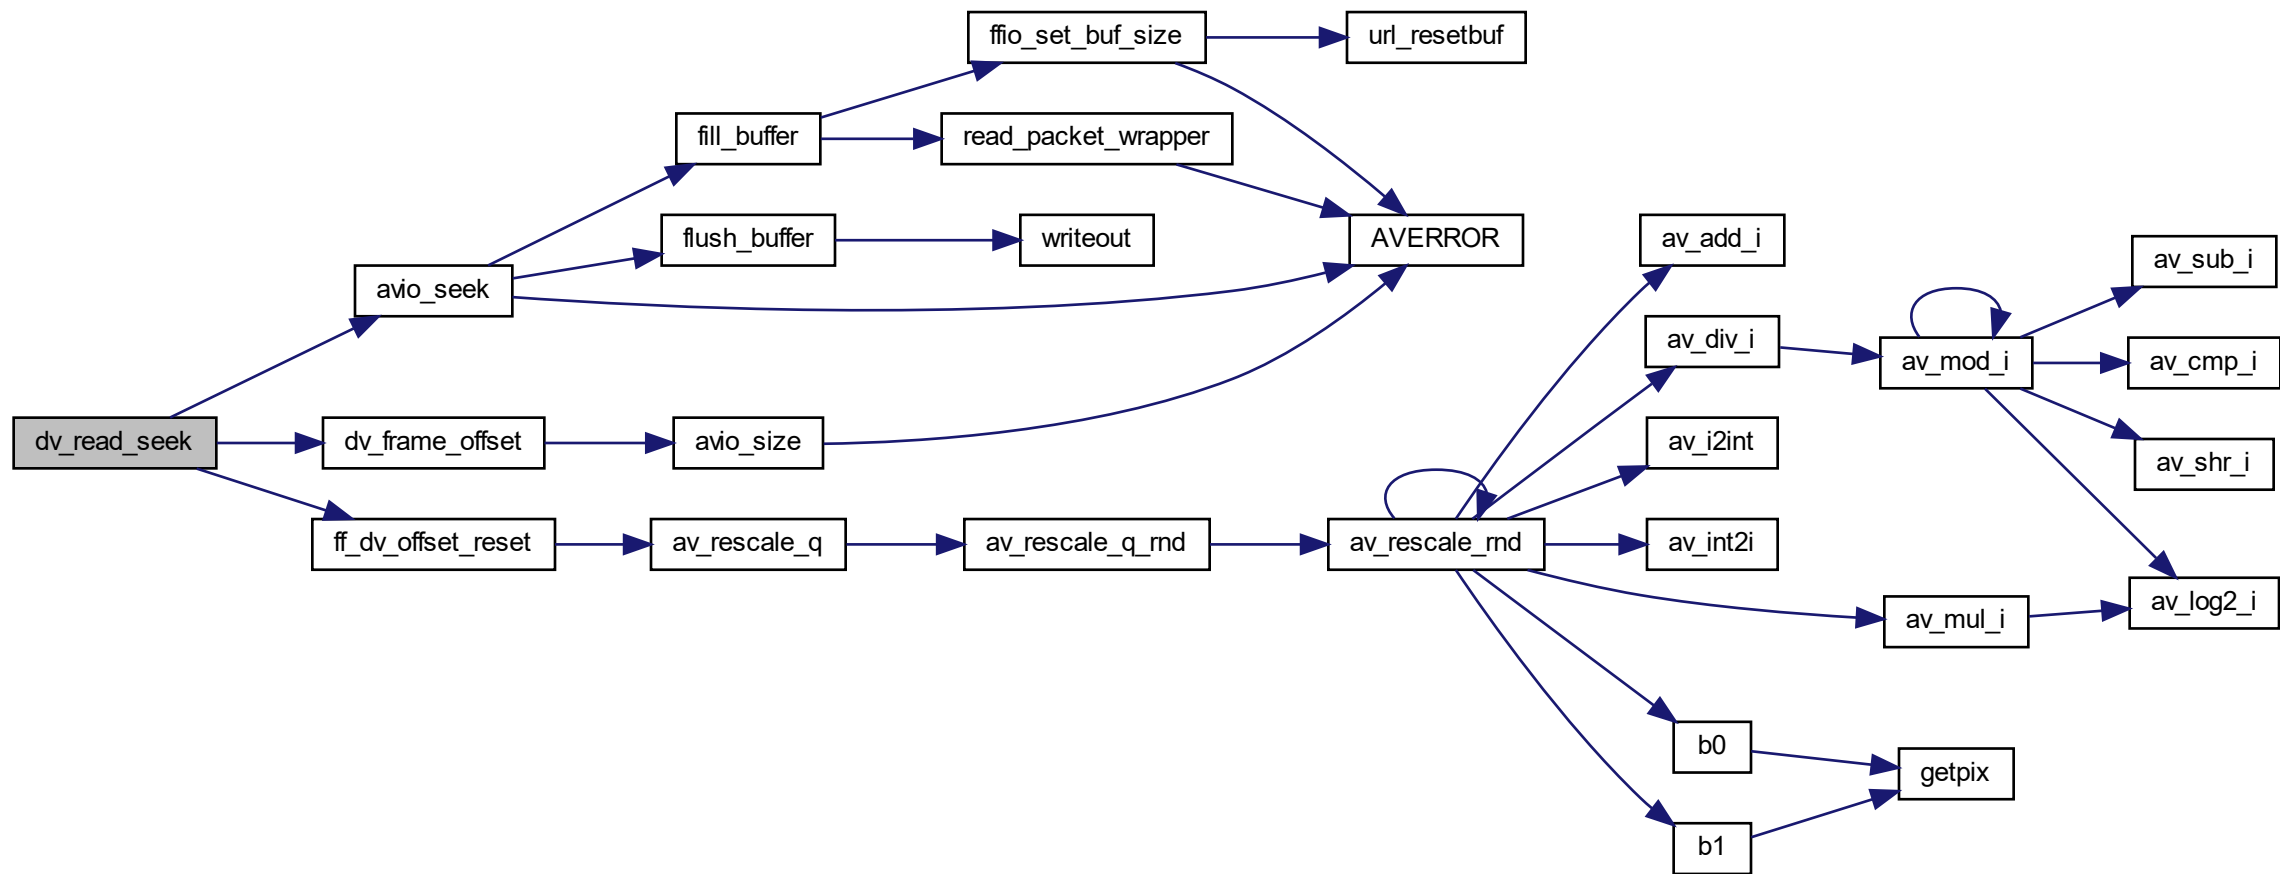 dv_read_seek
avio_seek
dv_frame_offset
ff_dv_offset_reset
fill_buffer
flush_buffer
avio_size
av_rescale_q
ffio_set_buf_size
read_packet_wrapper
writeout
av_rescale_q_rnd
url_resetbuf
AVERROR
av_rescale_rnd
av_add_i
av_div_i
av_i2int
av_int2i
b0
b1
av_mod_i
av_mul_i
getpix
av_sub_i
av_cmp_i
av_shr_i
av_log2_i